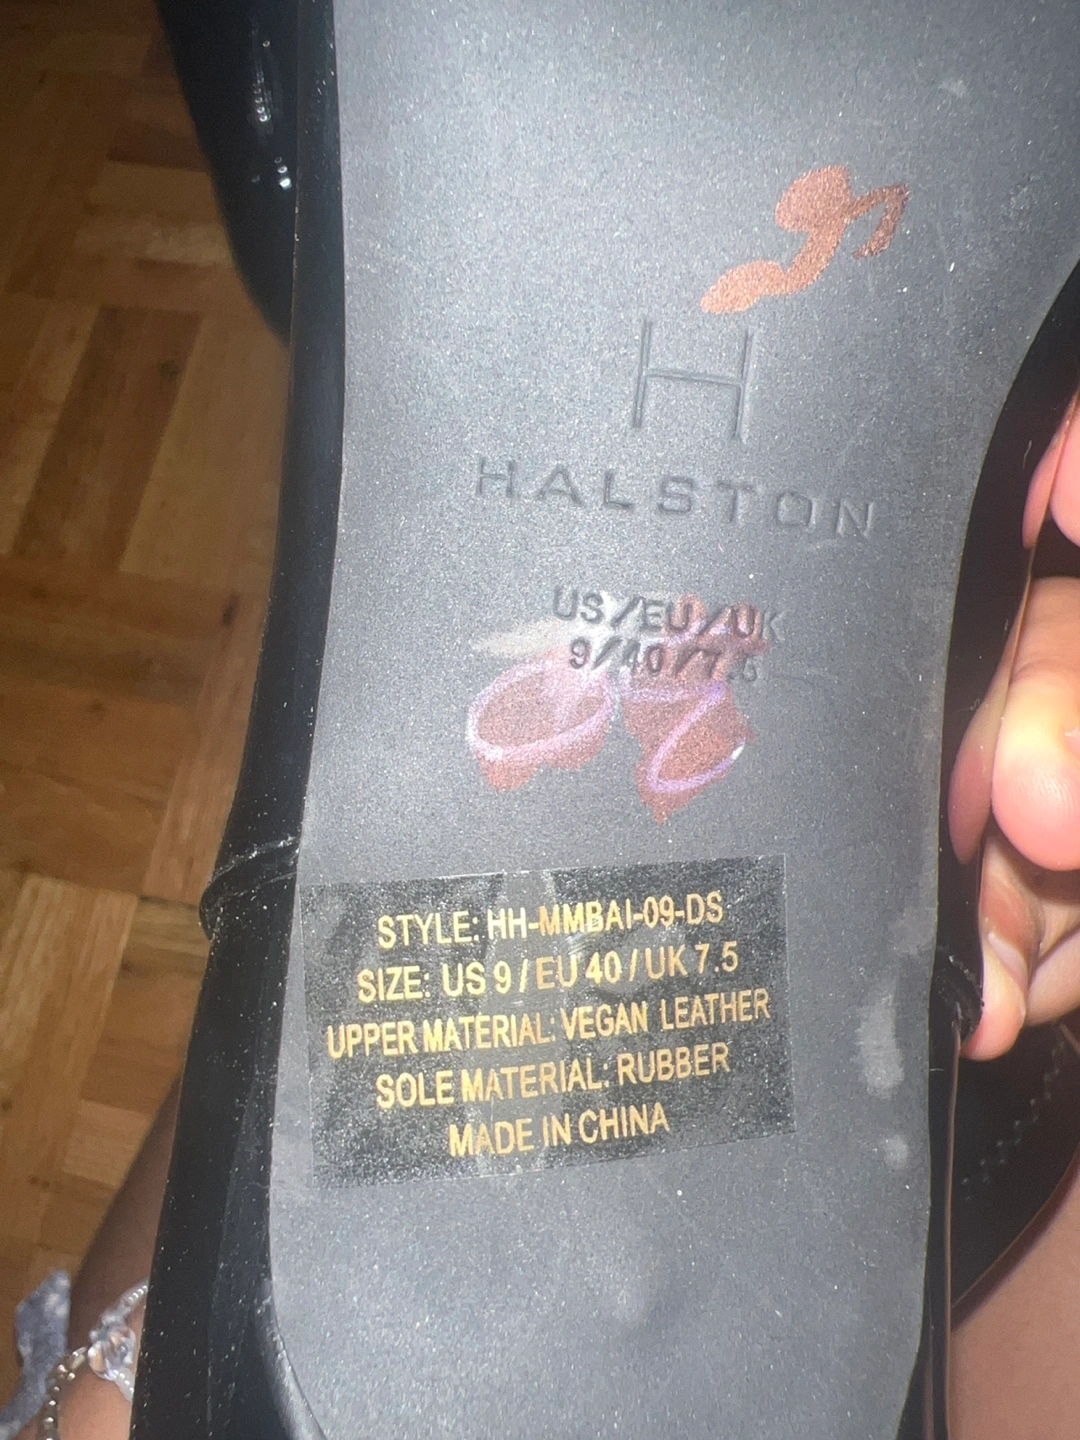 H
HALSTON
US/EU/UK
9/40/7.5
STYLE: HH-MMBAI-09-DS
SIZE: US 9 / EU 40 / UK 7.5
UPPER MATERIAL: VEGAN LEATHER
SOLE MATERIAL: RUBBER
MADE IN CHINA